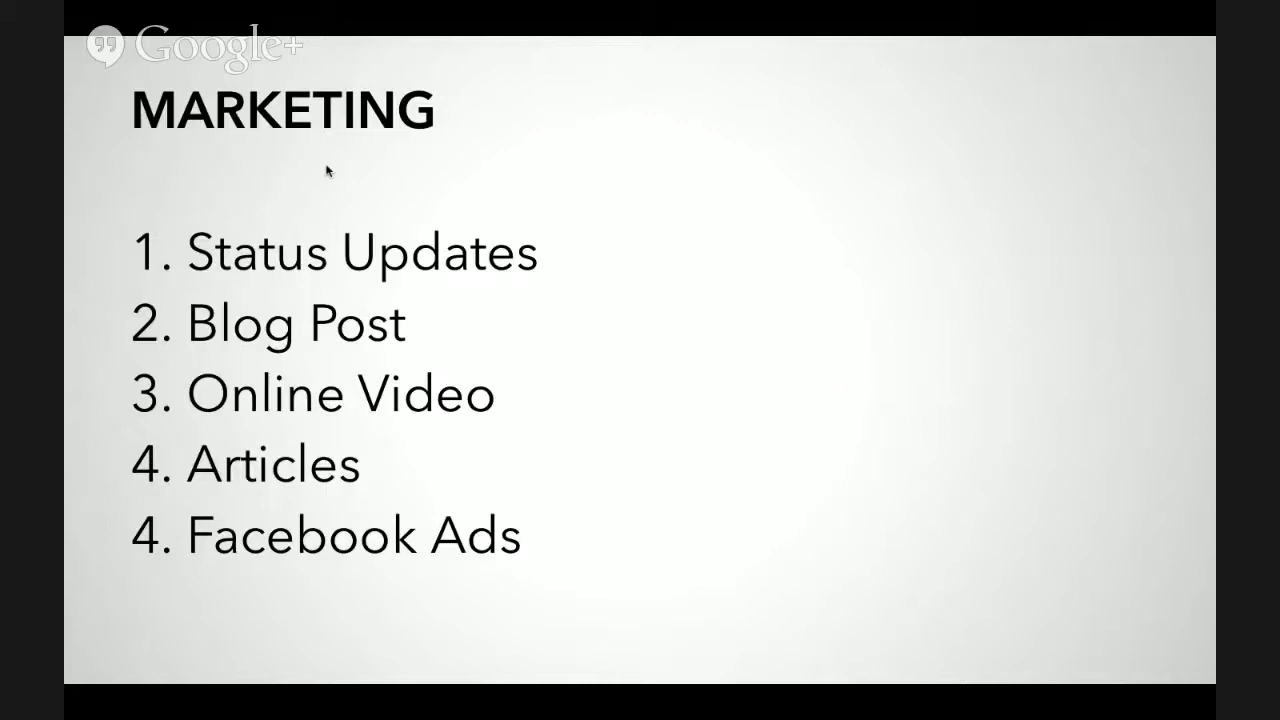 Google+
MARKETING
1. Status Updates
2. Blog Post
3. Online Video
4. Articles
4. Facebook Ads